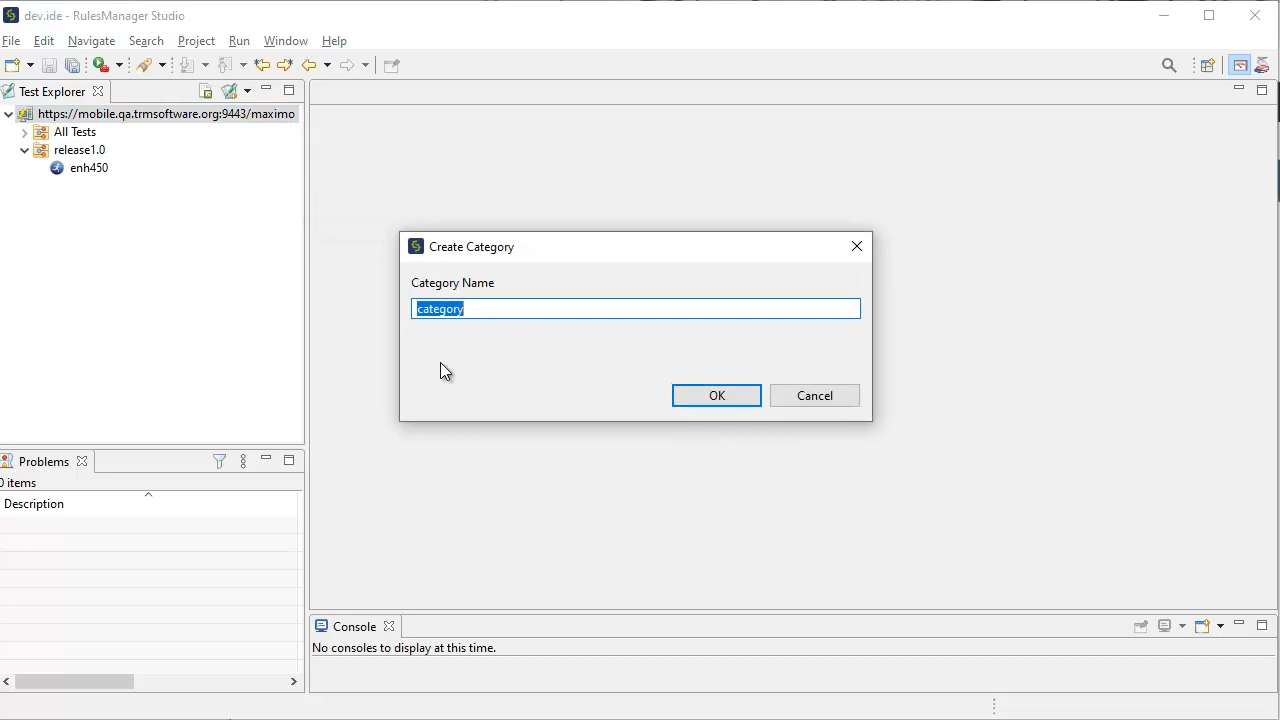 dev.ide - RulesManager Studio
File Edit Navigate Search Project Run Window Help
Test Explorer
https://mobile.qa.trmsoftware.org:9443/maximo
All Tests
release1.0
enh450
Create Category
Category Name
category
OK Cancel
Problems
0 items
Description
Console
No consoles to display at this time.